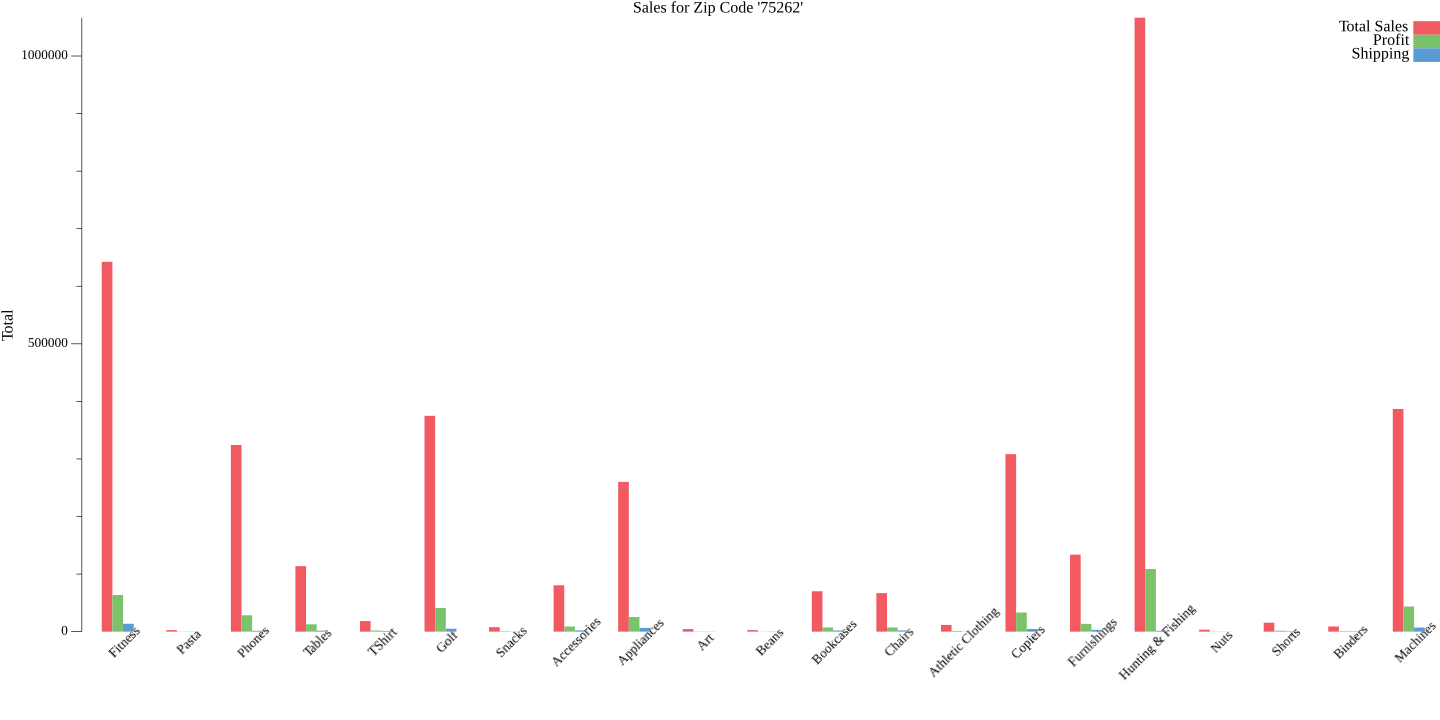 Sales for Zip Code '75262'
Total Sales
Profit
Shipping
Total
1000000
500000
0
Fitness
Pasta
Phones
Tables
TShirt
Golf
Snacks
Accessories
Appliances
Art
Beans
Bookcases
Chairs
Athletic Clothing
Copiers
Furnishings
Hunting & Fishing
Nuts
Shorts
Binders
Machines